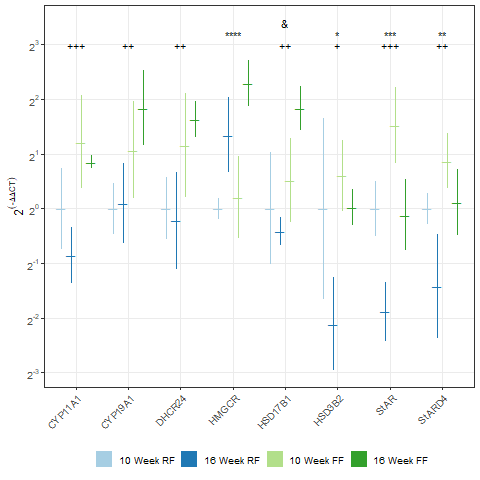 &
**** * *** **
+++ ++ ++ ++ + +++ ++
2^3
2^2
2^1
2^0
2^-1
2^-2
2^-3
2^(-ΔΔCT)
CYP11A1 CYP19A1 DHCR24 HMGCR HSD17B1 HSD3B2 StAR StARD4
10 Week RF 16 Week RF 10 Week FF 16 Week FF